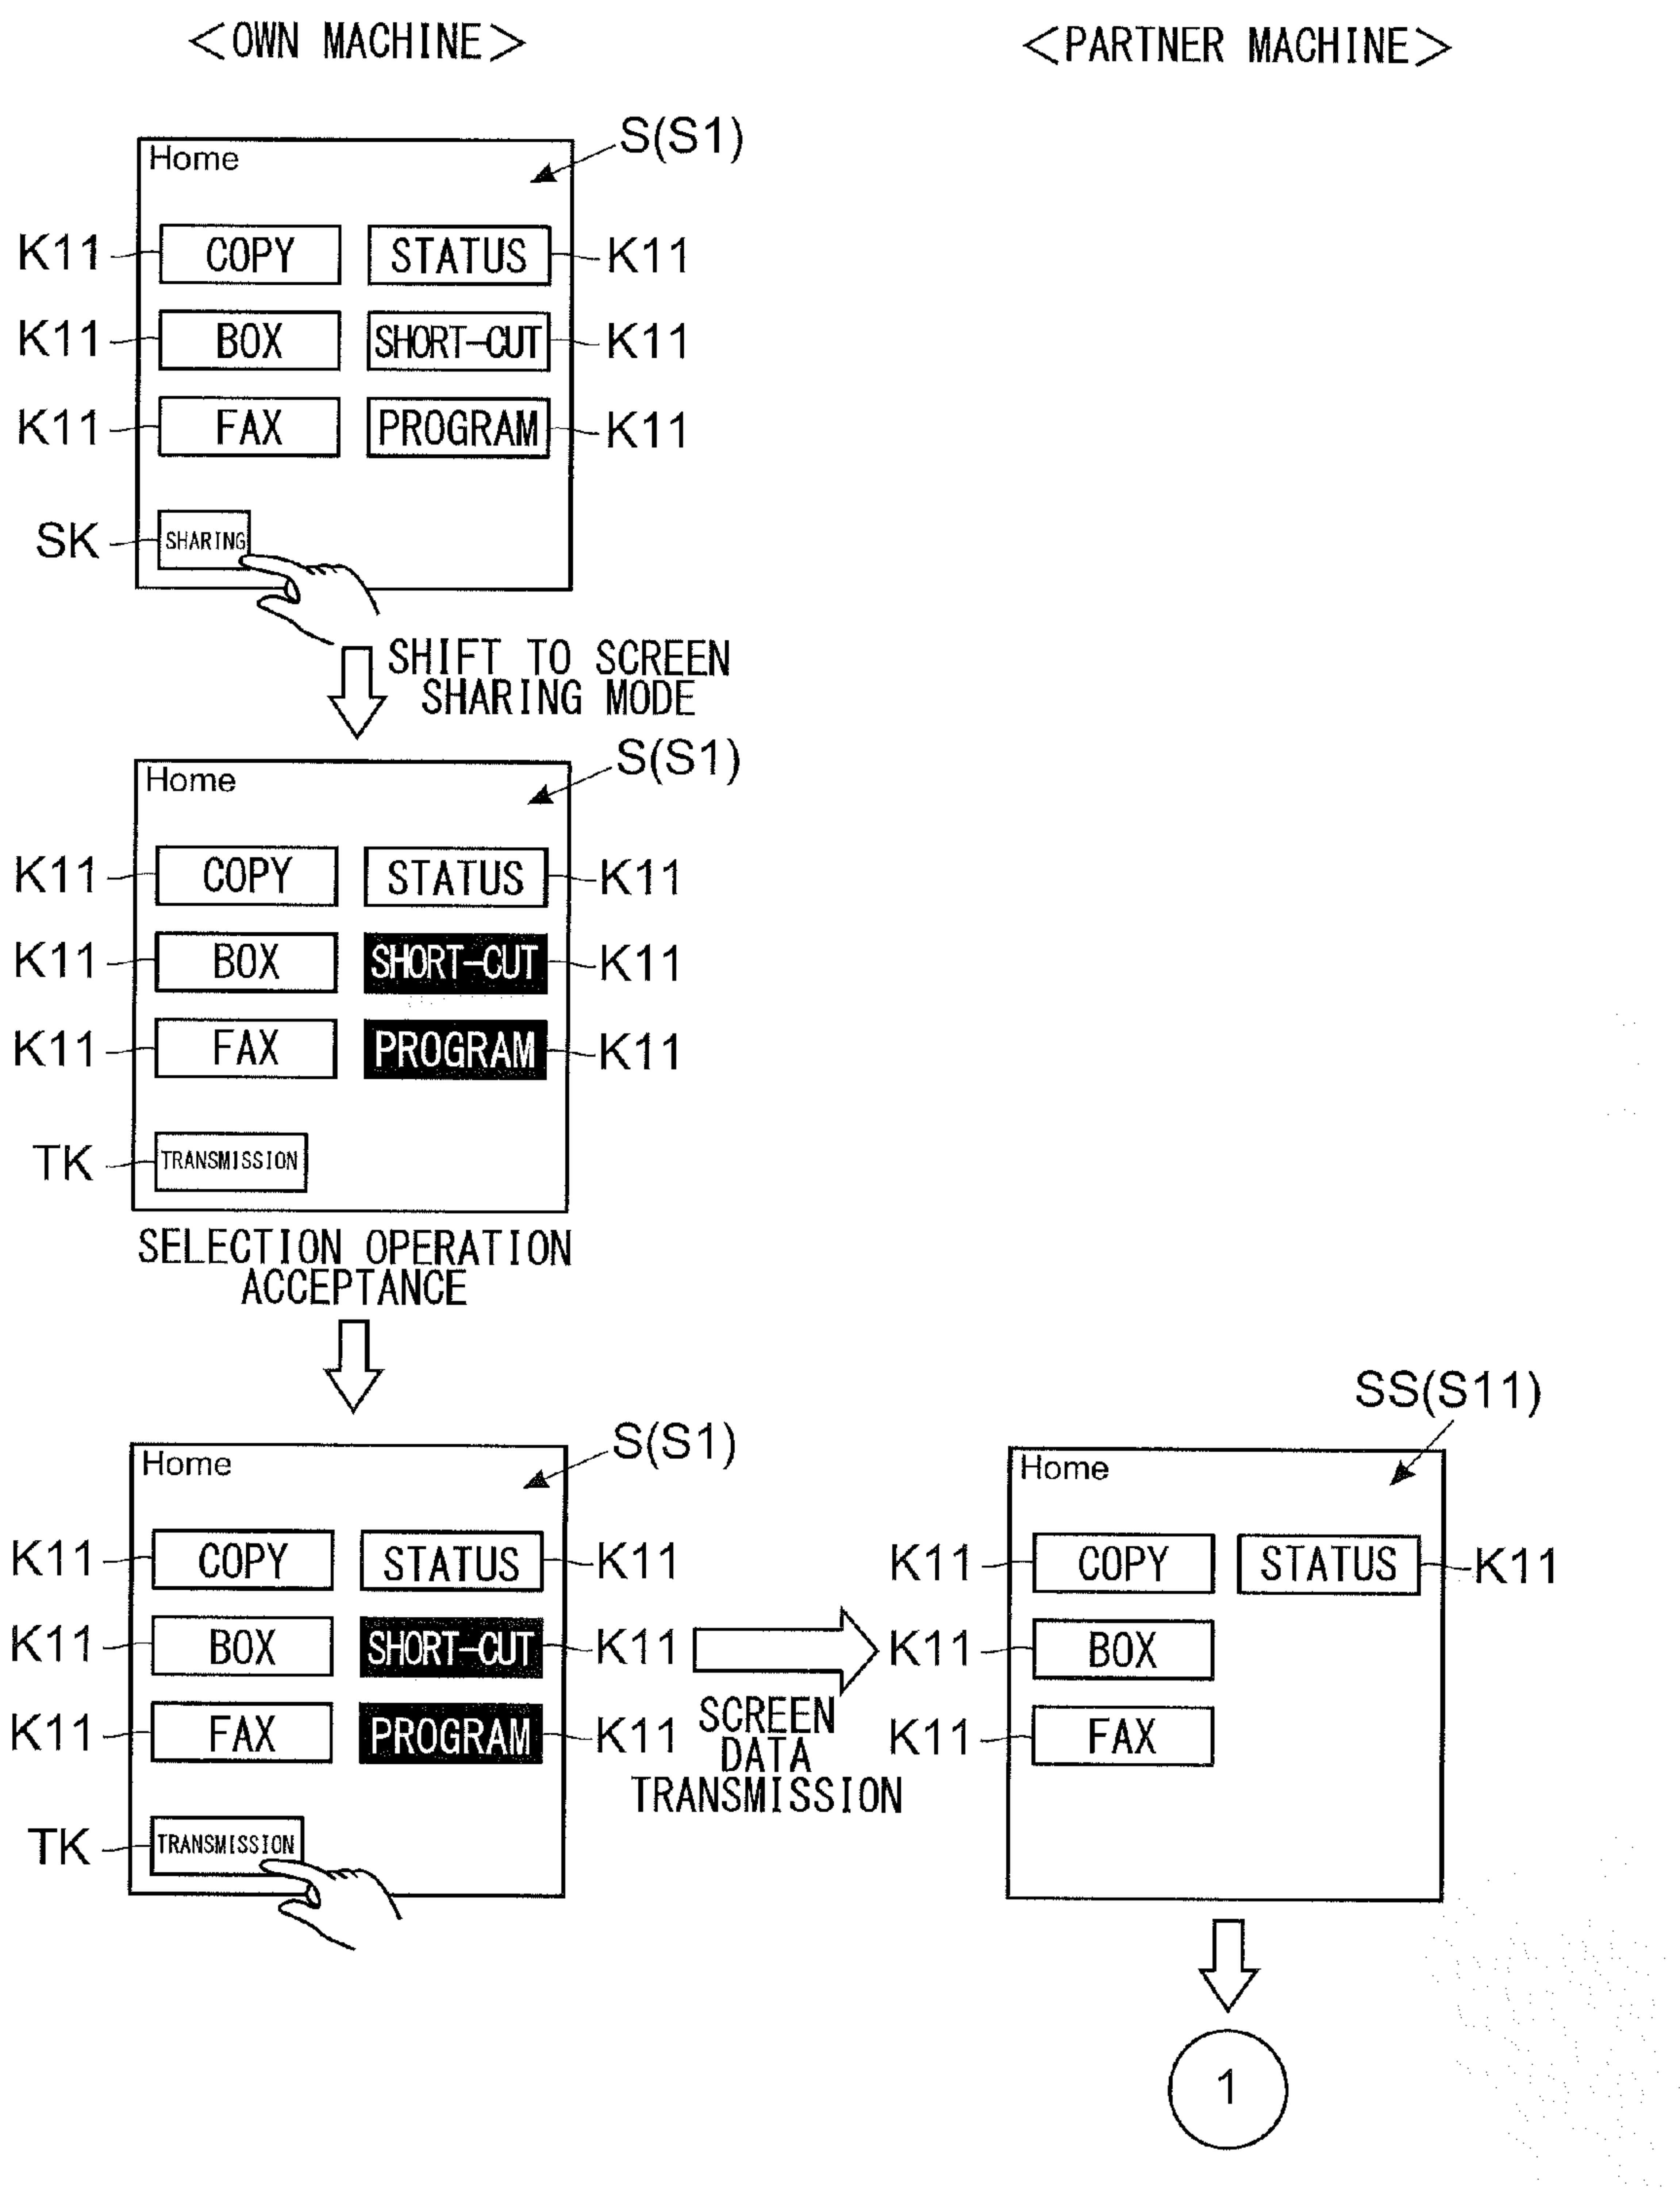 <OWN MACHINE>
<PARTNER MACHINE>
S(S1)
Home
K11 COPY STATUS K11
K11 BOX SHORT-CUT K11
K11 FAX PROGRAM K11
SK SHARING
SHIFT TO SCREEN
SHARING MODE
S(S1)
Home
K11 COPY STATUS K11
K11 BOX SHORT-CUT K11
K11 FAX PROGRAM K11
TK TRANSMISSION
SELECTION OPERATION
ACCEPTANCE
S(S1)
Home
K11 COPY STATUS K11
K11 BOX SHORT-CUT K11
K11 FAX PROGRAM K11
TK TRANSMISSION
SCREEN
DATA
TRANSMISSION
SS(S11)
Home
K11 COPY STATUS K11
K11 BOX
K11 FAX
1